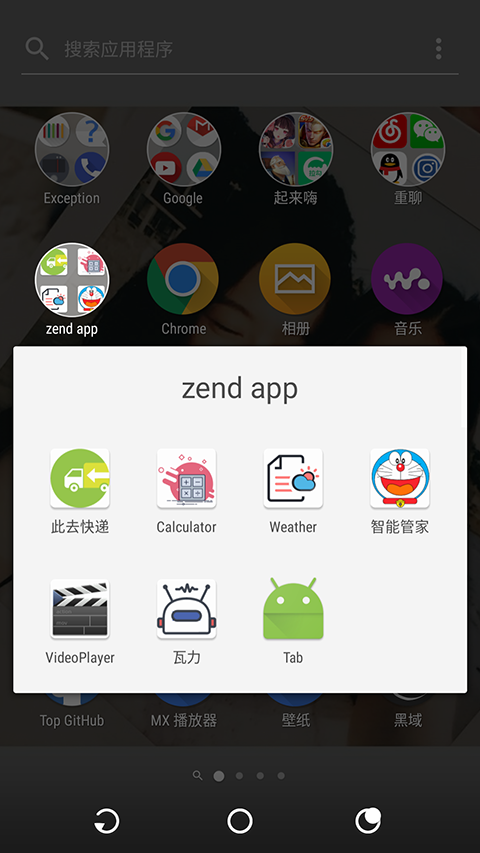 搜索应用程序
Exception
Google
起来嗨
重聊
zend app
Chrome
相册
音乐
zend app
此去快递
Calculator
Weather
智能管家
VideoPlayer
瓦力
Tab
Top GitHub
MX 播放器
壁纸
黑域